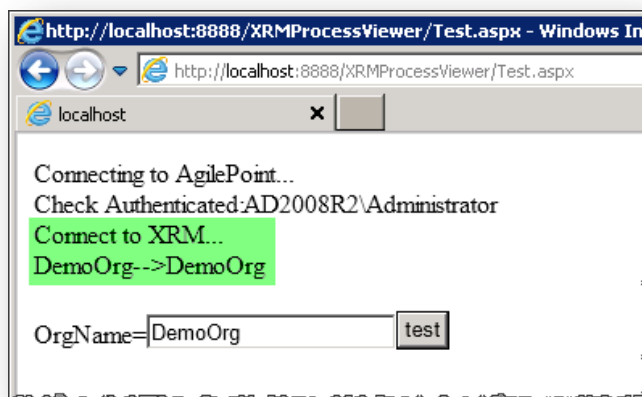 http://localhost:8888/XRMProcessViewer/Test.aspx - Windows In
http://localhost:8888/XRMProcessViewer/Test.aspx
localhost
Connecting to AgilePoint...
Check Authenticated:AD2008R2\Administrator
Connect to XRM...
DemoOrg-->DemoOrg
OrgName=DemoOrg test